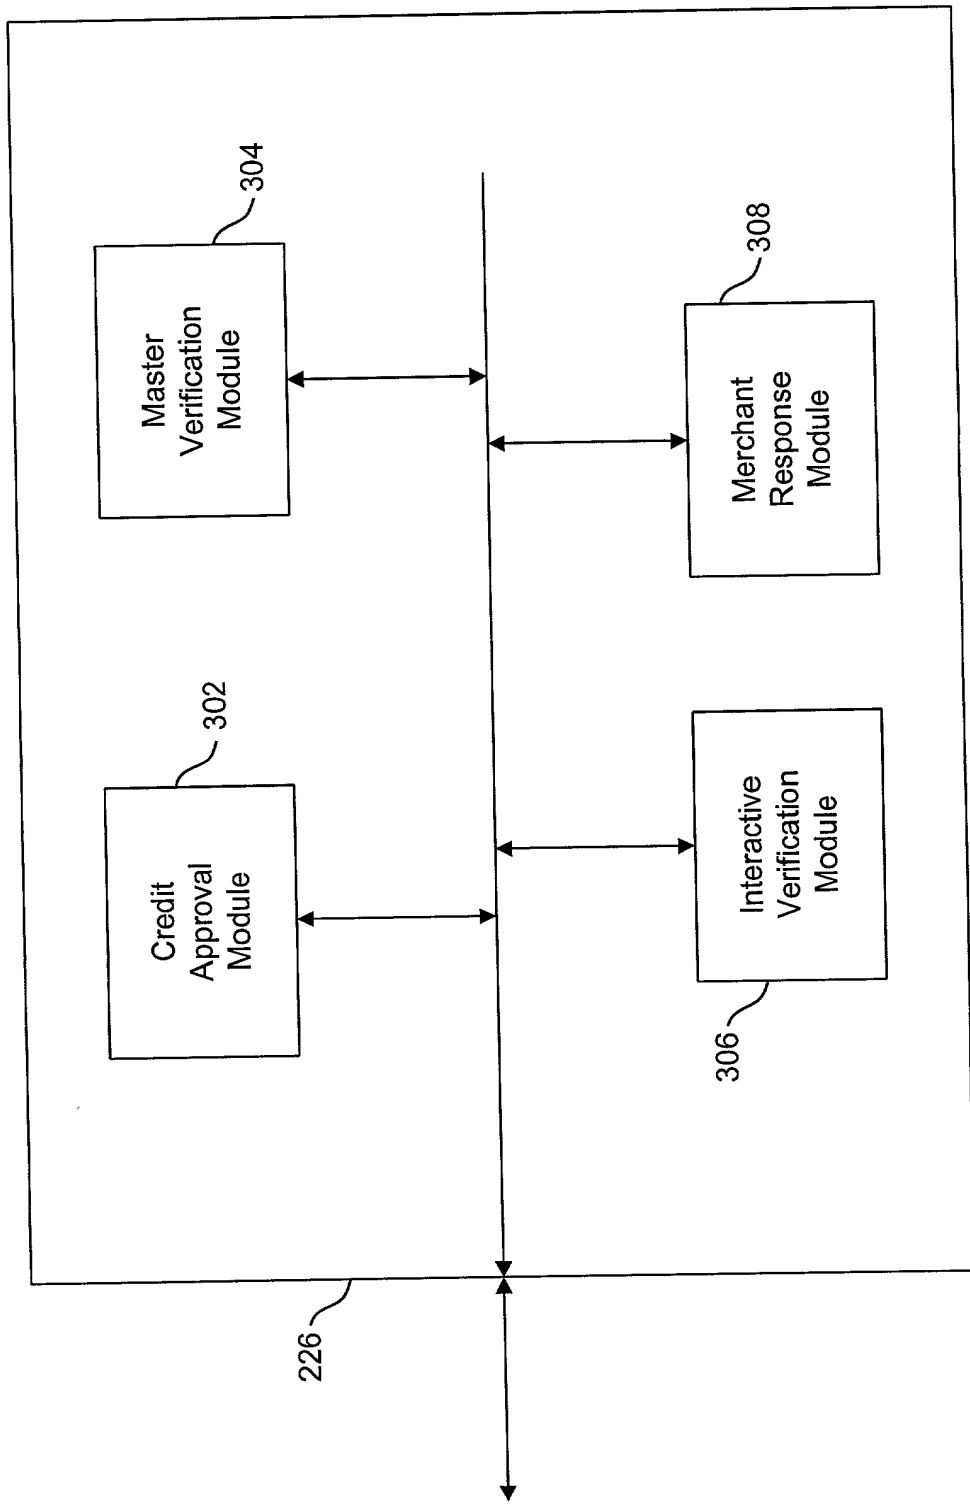 226
Credit
Approval
Module
302
Master
Verification
Module
304
306
Interactive
Verification
Module
Merchant
Response
Module
308